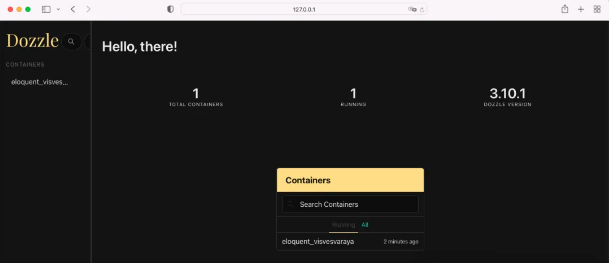 127.0.0.1
Dozzle
CONTAINERS
eloquent_visves...
Hello, there!
1
TOTAL CONTAINERS
1
RUNNING
3.10.1
DOZZLE VERSION
Containers
Search Containers
Running All
eloquent_visvesvaraya 2 minutes ago